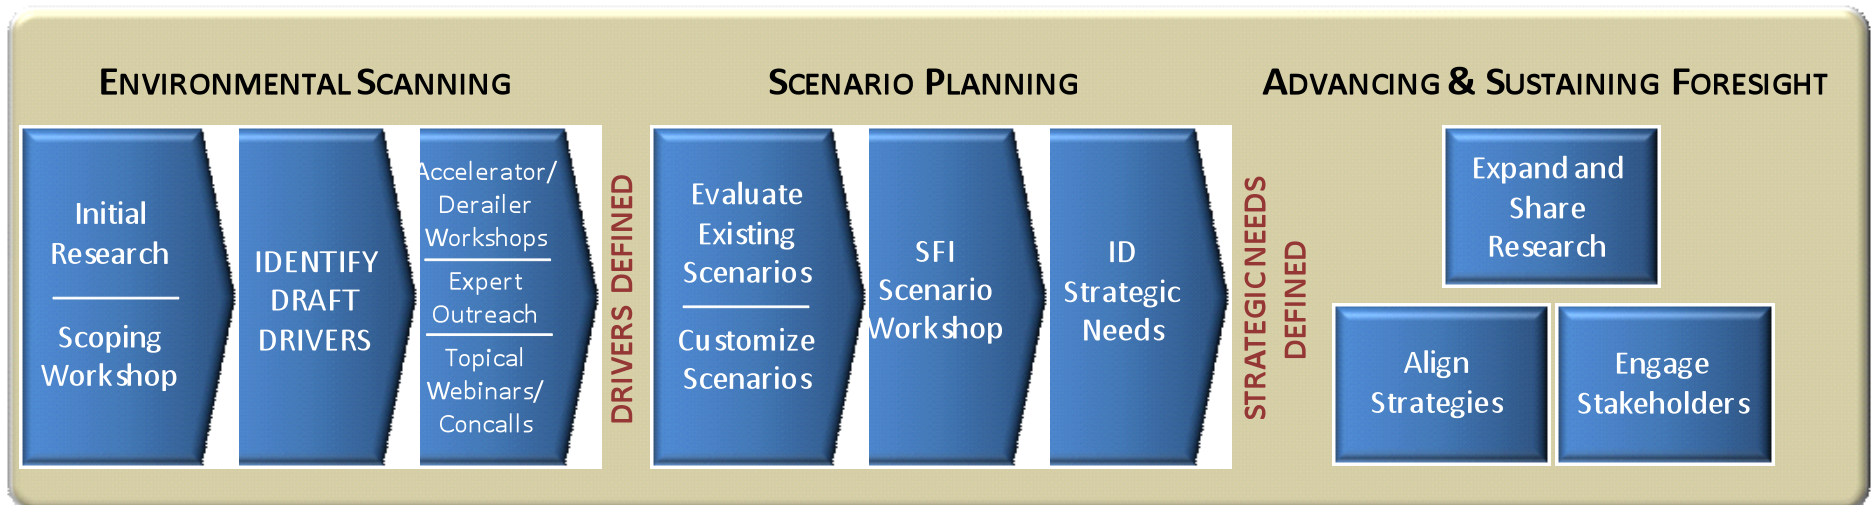 ENVIRONMENTAL SCANNING
Initial
Research
Scoping
Workshop
IDENTIFY
DRAFT
DRIVERS
Accelerator/
Derailer
Workshops
Expert
Outreach
Topical
Webinars/
Concalls
DRIVERS DEFINED
SCENARIO PLANNING
Evaluate
Existing
Scenarios
Customize
Scenarios
SFI
Scenario
Workshop
ID
Strategic
Needs
STRATEGIC NEEDS
DEFINED
ADVANCING & SUSTAINING FORESIGHT
Expand and
Share
Research
Align
Strategies
Engage
Stakeholders